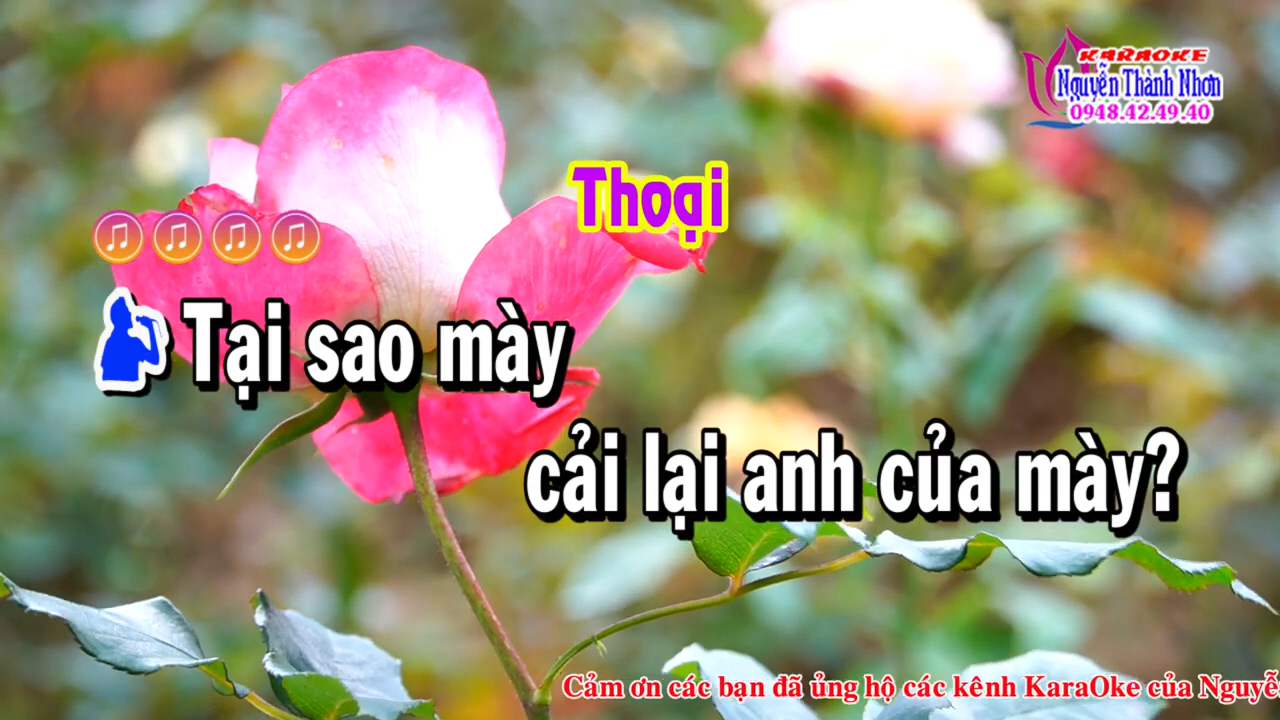 KARAOKE
Nguyễn Thành Nhơn
0948.42.49.40
Thoại
Tại sao mày
cải lại anh của mày?
Cảm ơn các bạn đã ủng hộ các kênh KaraOke của Nguyễ